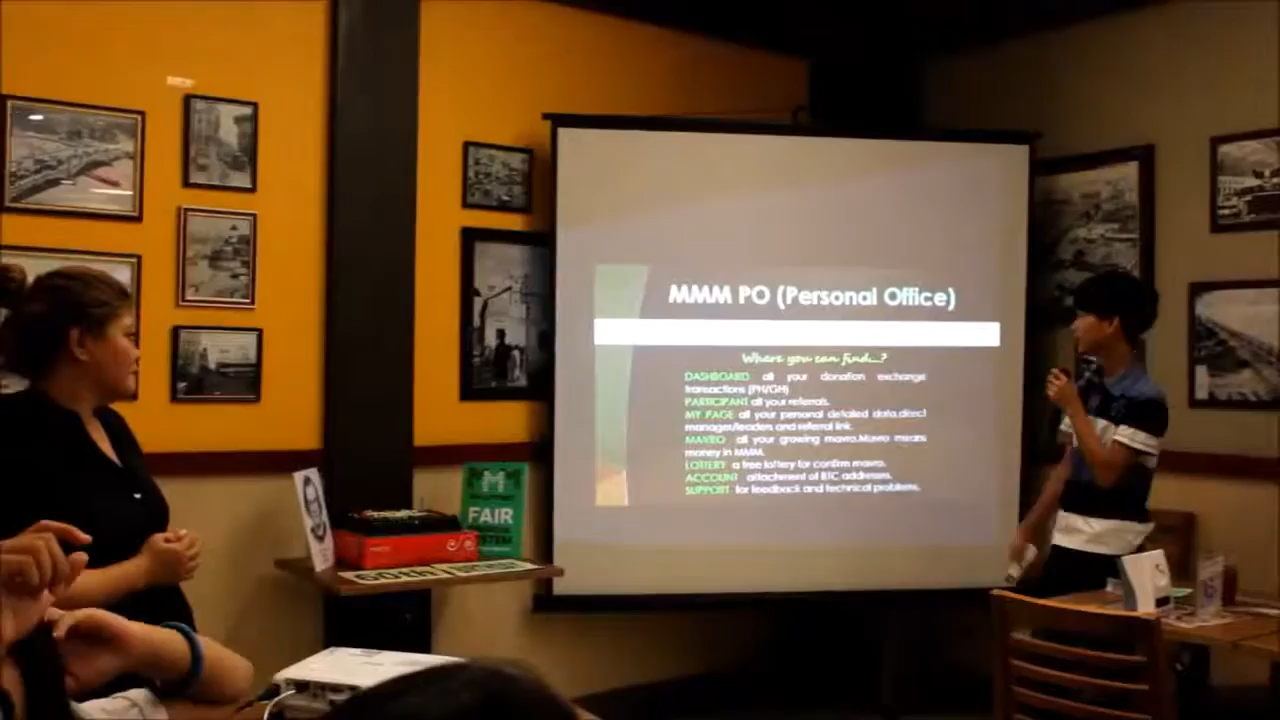 MMM PO (Personal Office)
Where you can find...?
DASHBOARD all your donation exchange
transactions (PH/GH)
PARTICIPANT all your referrals.
MY PAGE all your personal detailed data,direct
manager/leaders and referral link.
MAVRO all your growing mavro.Mavro means
money in MMM.
LOTTERY a free lottery for confirm mavro.
ACCOUNT attachment of BTC addresses.
SUPPORT for feedback and technical problems.
M
FAIR
60th